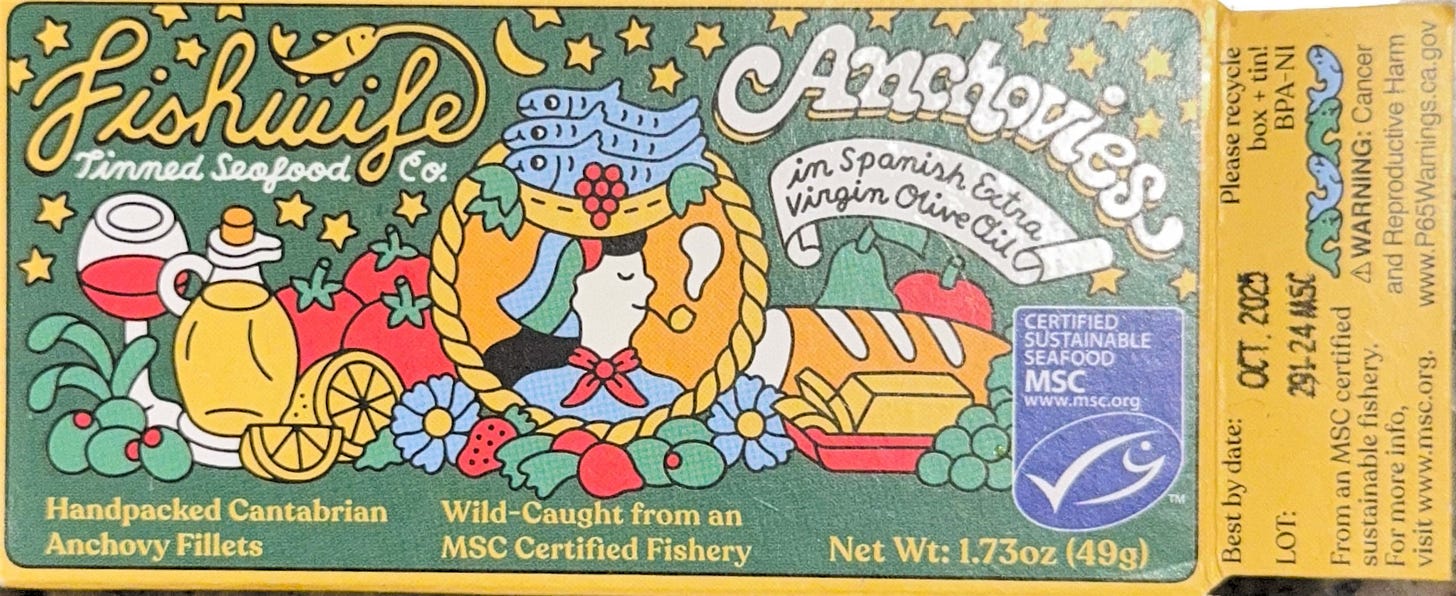 Fishwife
Tinned Seafood Co.
Anchovies
in Spanish Extra
Virgin Olive Oil
CERTIFIED
SUSTAINABLE
SEAFOOD
MSC
www.msc.org
TM
Handpacked Cantabrian
Anchovy Fillets
Wild-Caught from an
MSC Certified Fishery
Net Wt: 1.73oz (49g)
Best by date: OCT. 2025
LOT: 291-24 MSC
Please recycle
box + tin!
BPA-NI
From an MSC certified
sustainable fishery.
For more info,
visit www.msc.org.
⚠WARNING: Cancer
and Reproductive Harm
www.P65Warnings.ca.gov